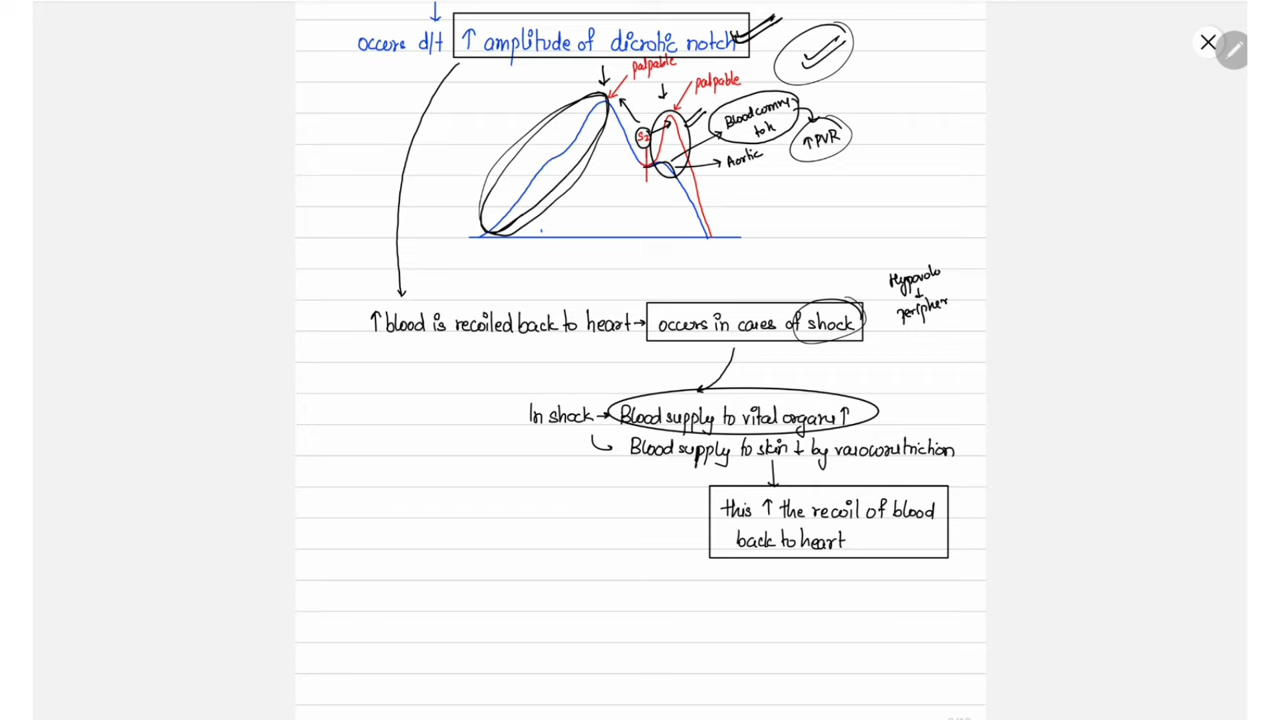 occurs d/t ↑ amplitude of dicrotic notch
palpable
palpable
S2
Blood coming
to h
↑ PVR
Aortic
Hypovolo
↓
peripher
↑ blood is recoiled back to heart → occurs in cases of shock
In shock → Blood supply to vital organs ↑
Blood supply to skin ↓ by vasoconstriction
this ↑ the recoil of blood
back to heart